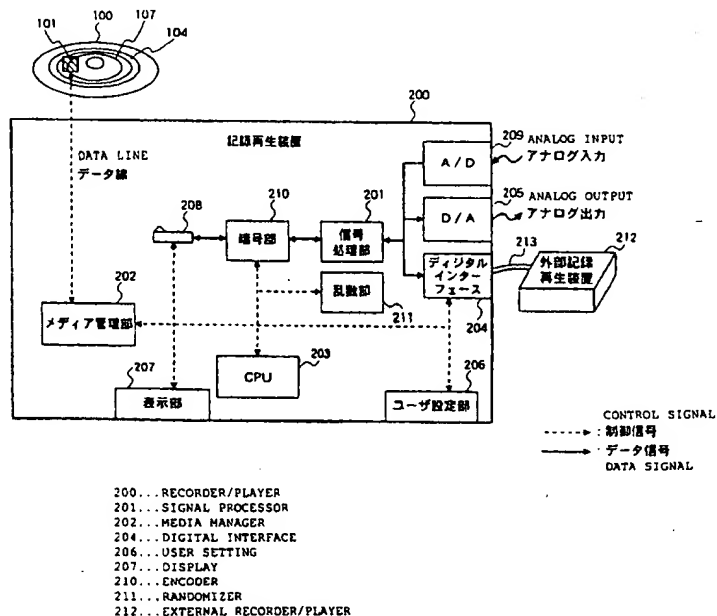 100
101
107
104
200
記録再生装置
DATA LINE
データ線
209
ANALOG INPUT
アナログ入力
A/D
205
ANALOG OUTPUT
アナログ出力
D/A
208
210
暗号部
201
信号
処理部
ディジタル
インター
フェース
204
213
212
外部記録
再生装置
乱数部
211
202
メディア管理部
CPU
203
207
表示部
206
ユーザ設定部
CONTROL SIGNAL
:制御信号
:データ信号
DATA SIGNAL
200...RECORDER/PLAYER
201...SIGNAL PROCESSOR
202...MEDIA MANAGER
204...DIGITAL INTERFACE
206...USER SETTING
207...DISPLAY
210...ENCODER
211...RANDOMIZER
212...EXTERNAL RECORDER/PLAYER